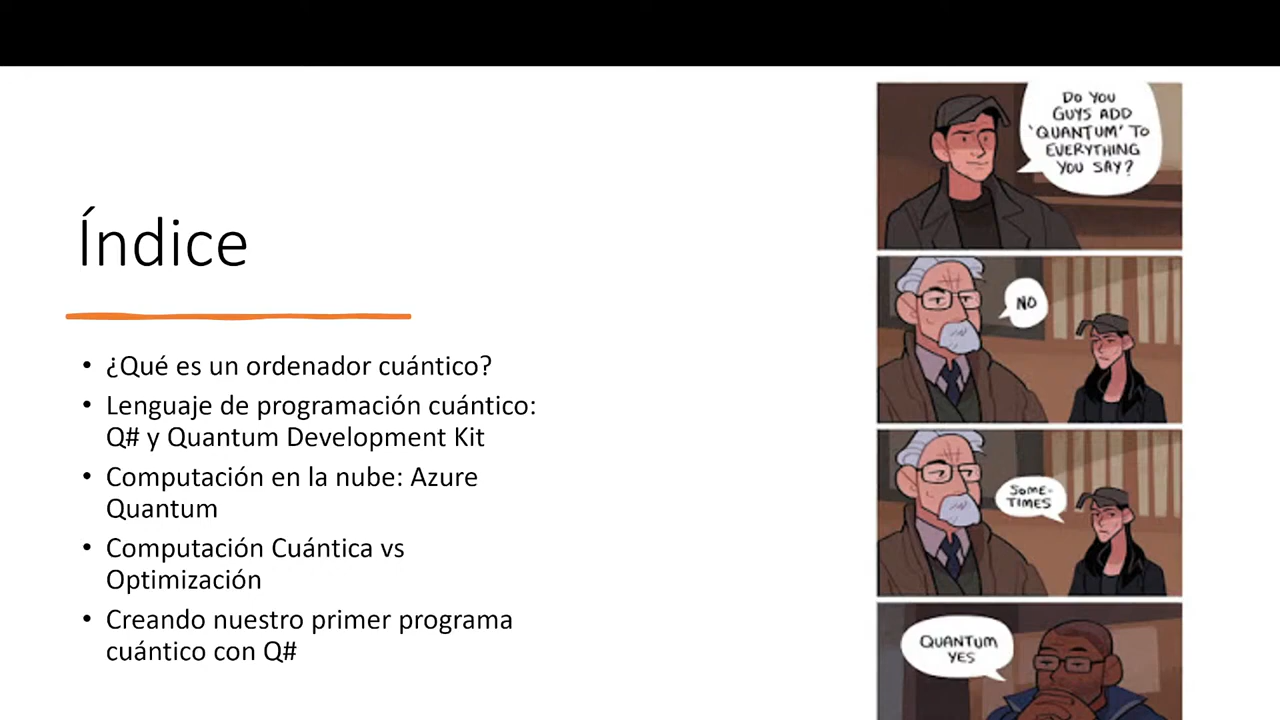 Índice
• ¿Qué es un ordenador cuántico?
• Lenguaje de programación cuántico:
Q# y Quantum Development Kit
• Computación en la nube: Azure
Quantum
• Computación Cuántica vs
Optimización
• Creando nuestro primer programa
cuántico con Q#
DO YOU
GUYS ADD
'QUANTUM' TO
EVERYTHING
YOU SAY?
NO
SOME-
TIMES
QUANTUM
YES